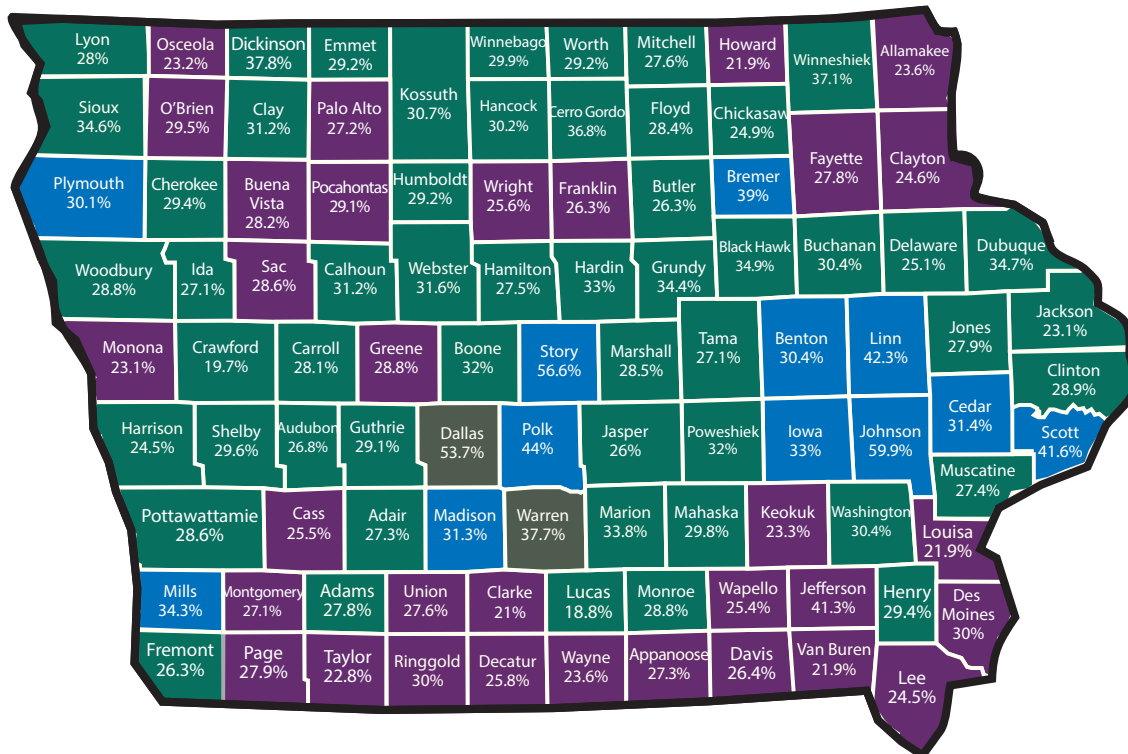 Lyon
28%
Osceola
23.2%
Dickinson
37.8%
Emmet
29.2%
Kossuth
30.7%
Winnebago
29.9%
Worth
29.2%
Mitchell
27.6%
Howard
21.9%
Winneshiek
37.1%
Allamakee
23.6%
Sioux
34.6%
O'Brien
29.5%
Clay
31.2%
Palo Alto
27.2%
Hancock
30.2%
Cerro Gordo
36.8%
Floyd
28.4%
Chickasaw
24.9%
Fayette
27.8%
Clayton
24.6%
Plymouth
30.1%
Cherokee
29.4%
Buena
Vista
28.2%
Pocahontas
29.1%
Humboldt
29.2%
Wright
25.6%
Franklin
26.3%
Butler
26.3%
Bremer
39%
Woodbury
28.8%
Ida
27.1%
Sac
28.6%
Calhoun
31.2%
Webster
31.6%
Hamilton
27.5%
Hardin
33%
Grundy
34.4%
Black Hawk
34.9%
Buchanan
30.4%
Delaware
25.1%
Dubuque
34.7%
Monona
23.1%
Crawford
19.7%
Carroll
28.1%
Greene
28.8%
Boone
32%
Story
56.6%
Marshall
28.5%
Tama
27.1%
Benton
30.4%
Linn
42.3%
Jones
27.9%
Jackson
23.1%
Clinton
28.9%
Harrison
24.5%
Shelby
29.6%
Audubon
26.8%
Guthrie
29.1%
Dallas
53.7%
Polk
44%
Jasper
26%
Poweshiek
32%
Iowa
33%
Johnson
59.9%
Cedar
31.4%
Scott
41.6%
Muscatine
27.4%
Pottawattamie
28.6%
Cass
25.5%
Adair
27.3%
Madison
31.3%
Warren
37.7%
Marion
33.8%
Mahaska
29.8%
Keokuk
23.3%
Washington
30.4%
Louisa
21.9%
Mills
34.3%
Montgomery
27.1%
Adams
27.8%
Union
27.6%
Clarke
21%
Lucas
18.8%
Monroe
28.8%
Wapello
25.4%
Jefferson
41.3%
Henry
29.4%
Des
Moines
30%
Fremont
26.3%
Page
27.9%
Taylor
22.8%
Ringgold
30%
Decatur
25.8%
Wayne
23.6%
Appanoose
27.3%
Davis
26.4%
Van Buren
21.9%
Lee
24.5%